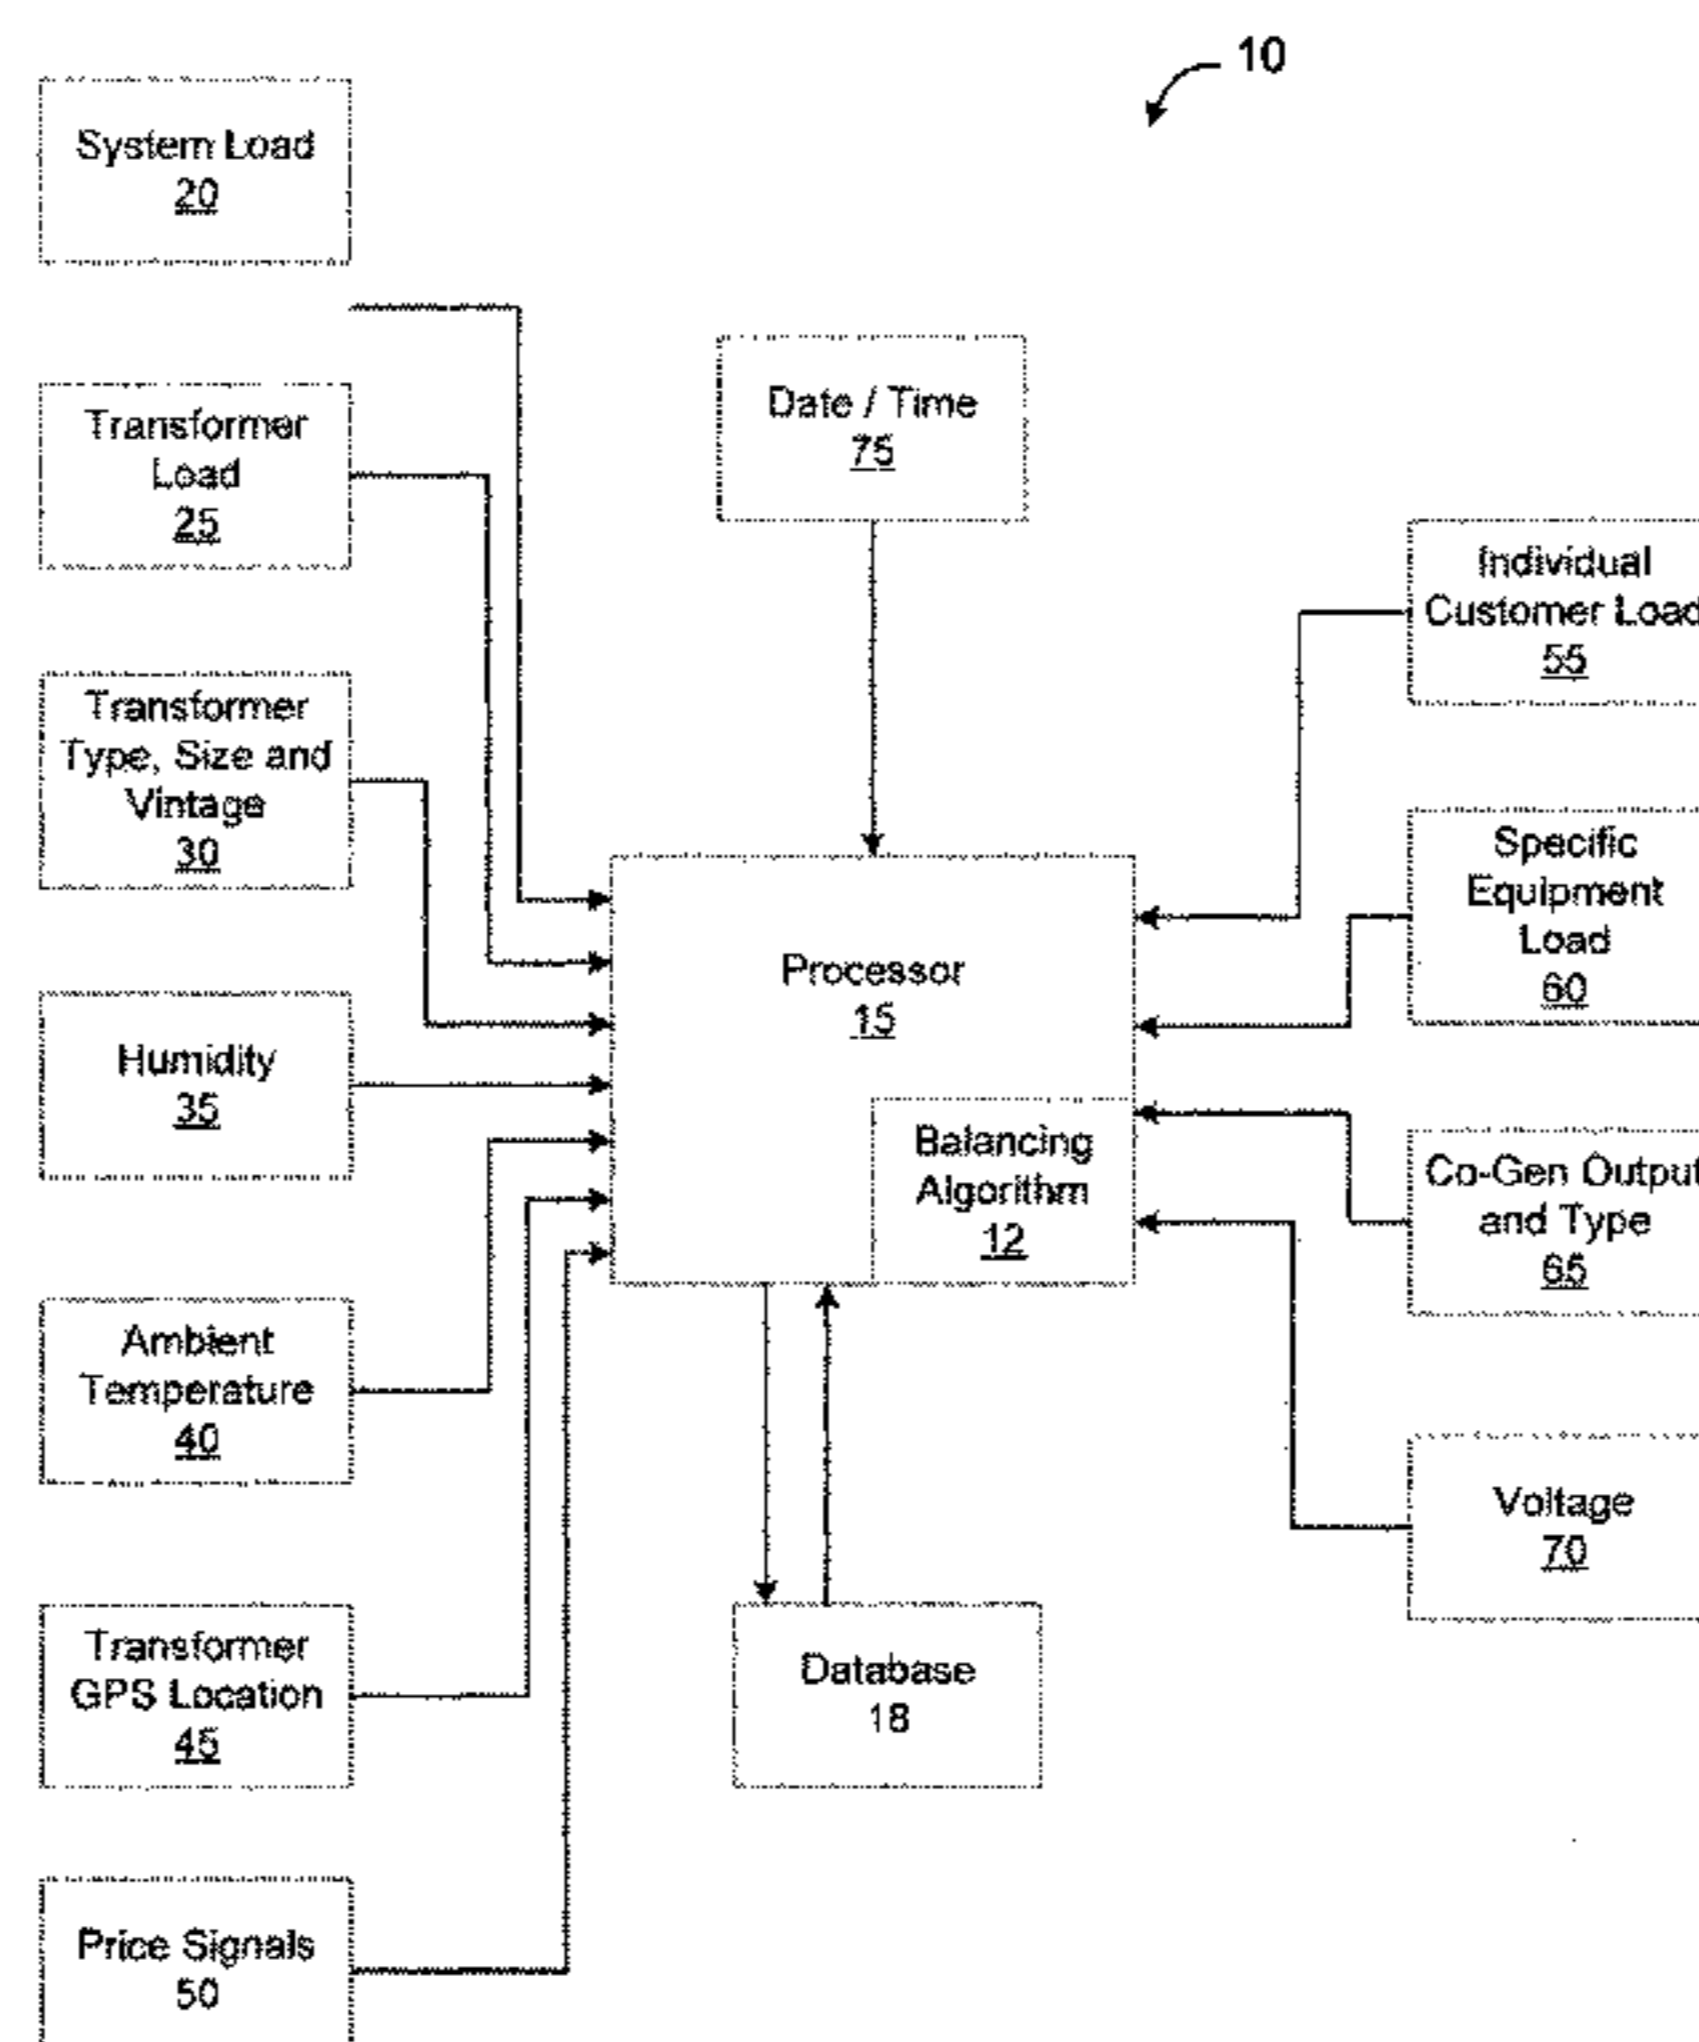 10
System Load
20
Transformer
Load
25
Transformer
Type, Size and
Vintage
30
Humidity
35
Ambient
Temperature
40
Transformer
GPS Location
45
Price Signals
50
Date / Time
75
Processor
15
Balancing
Algorithm
12
Database
18
Individual
Customer Load
55
Specific
Equipment
Load
60
Co-Gen Output
and Type
65
Voltage
70